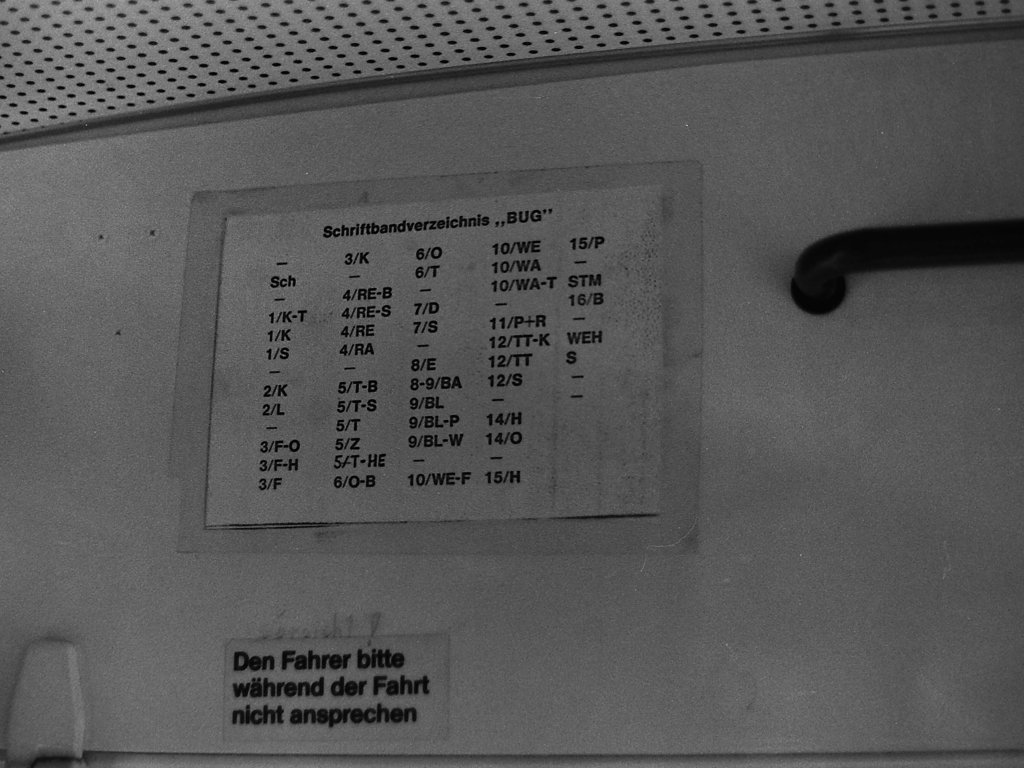 Schriftbandverzeichnis „BUG”
–
Sch
–
1/K-T
1/K
1/S
–
2/K
2/L
–
3/F-O
3/F-H
3/F
3/K
–
4/RE-B
4/RE-S
4/RE
4/RA
–
5/T-B
5/T-S
5/T
5/Z
5/T-HE
6/O-B
6/O
6/T
–
7/D
7/S
–
8/E
8-9/BA
9/BL
9/BL-P
9/BL-W
–
10/WE-F
10/WE
10/WA
10/WA-T
–
11/P+R
12/TT-K
12/TT
12/S
–
14/H
14/O
–
15/H
15/P
–
STM
16/B
–
WEH
S
–
–
Den Fahrer bitte
während der Fahrt
nicht ansprechen